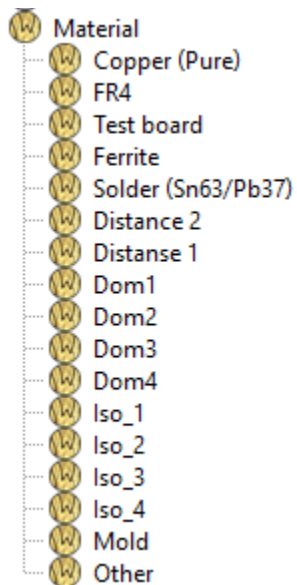 Material
Copper (Pure)
FR4
Test board
Ferrite
Solder (Sn63/Pb37)
Distance 2
Distanse 1
Dom1
Dom2
Dom3
Dom4
Iso_1
Iso_2
Iso_3
Iso_4
Mold
Other